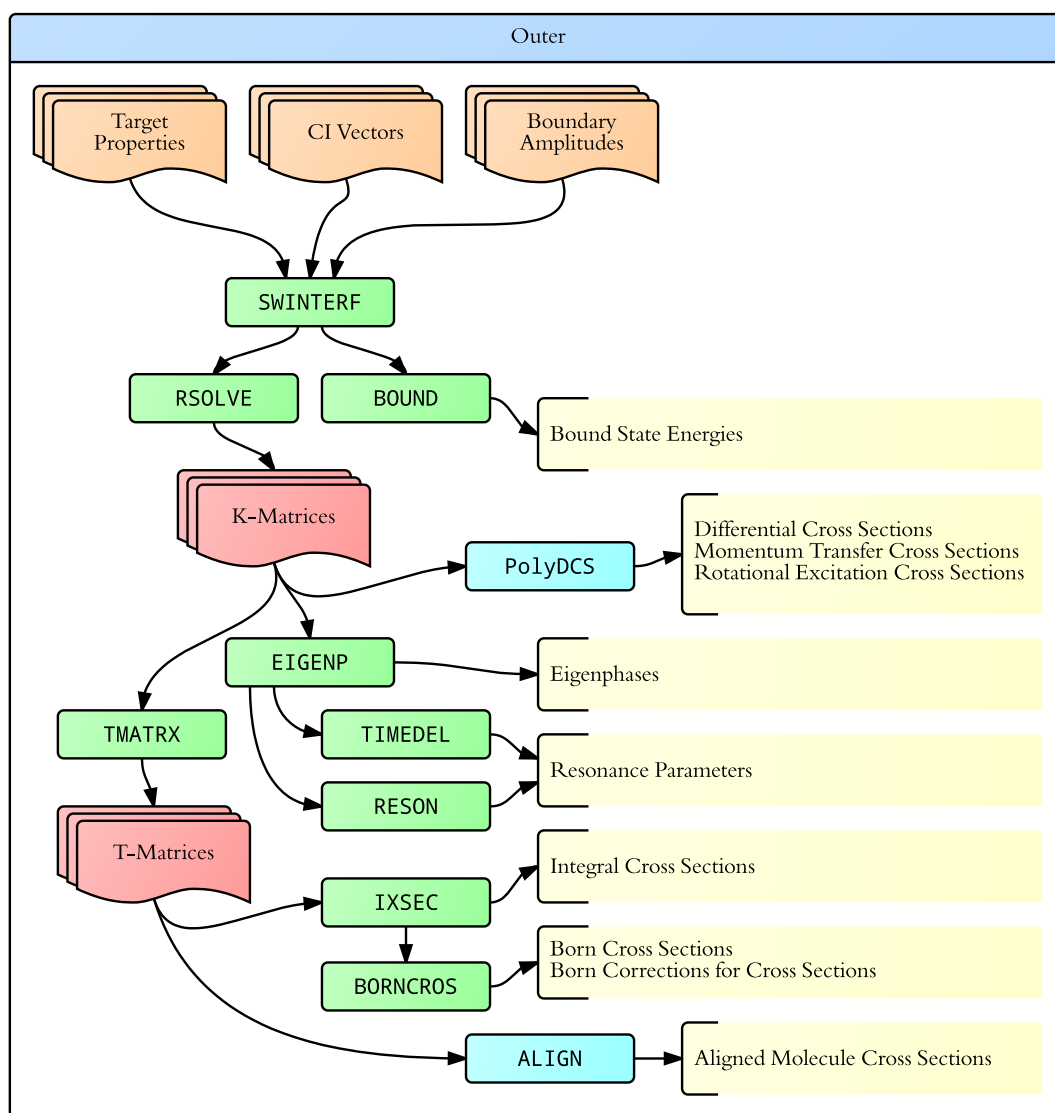 Outer
Target
Properties
CI Vectors
Boundary
Amplitudes
SWINTERF
RSOLVE
BOUND
Bound State Energies
K-Matrices
PolyDCS
Differential Cross Sections
Momentum Transfer Cross Sections
Rotational Excitation Cross Sections
EIGENP
Eigenphases
TMATRX
TIMEDEL
Resonance Parameters
RESON
T-Matrices
Integral Cross Sections
IXSEC
Born Cross Sections
Born Corrections for Cross Sections
BORNCROS
ALIGN
Aligned Molecule Cross Sections